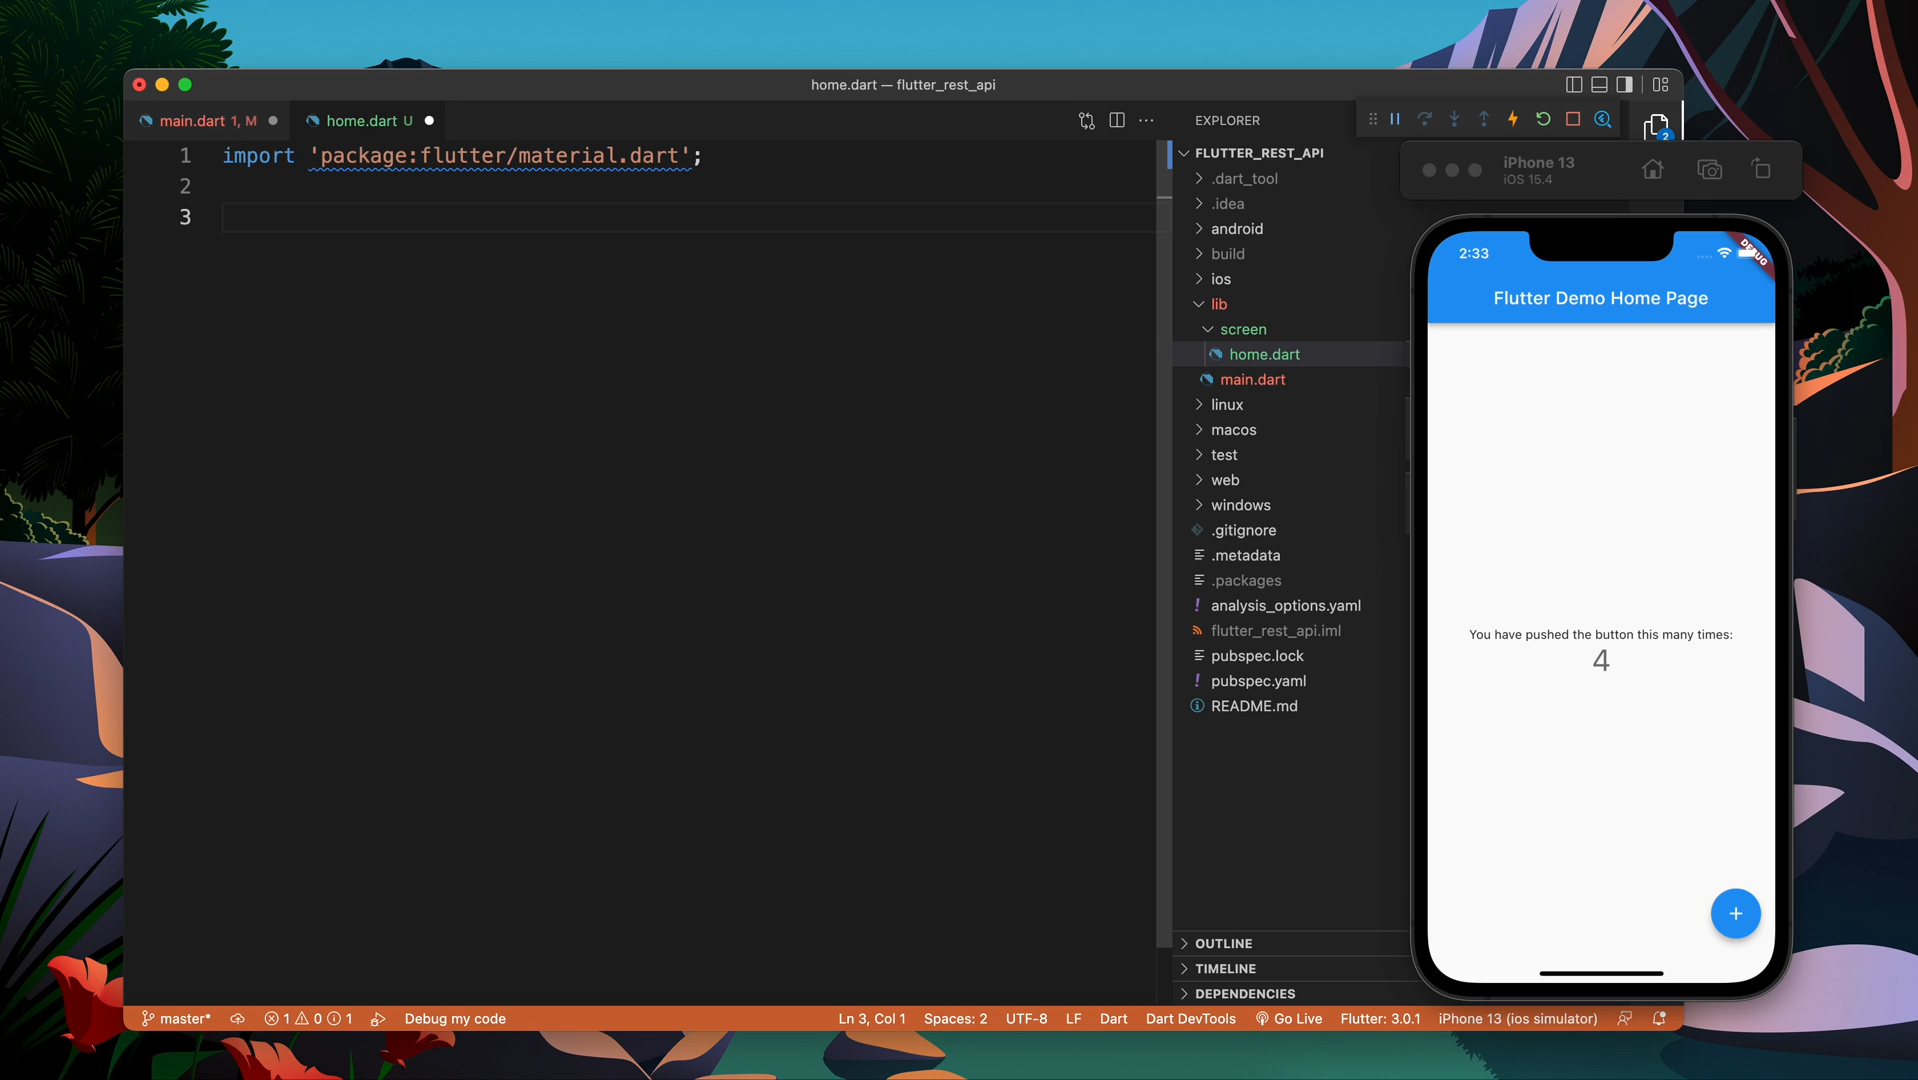 home.dart — flutter_rest_api
main.dart 1, M
home.dart U
EXPLORER
2
1 import 'package:flutter/material.dart';
2
3
FLUTTER_REST_API
.dart_tool
.idea
android
build
ios
lib
screen
home.dart
main.dart
linux
macos
test
web
windows
.gitignore
.metadata
.packages
analysis_options.yaml
flutter_rest_api.iml
pubspec.lock
pubspec.yaml
README.md
OUTLINE
TIMELINE
DEPENDENCIES
iPhone 13
iOS 15.4
2:33
DEBUG
Flutter Demo Home Page
You have pushed the button this many times:
4
master*
1 0 1
Debug my code
Ln 3, Col 1
Spaces: 2
UTF-8
LF
Dart
Dart DevTools
Go Live
Flutter: 3.0.1
iPhone 13 (ios simulator)